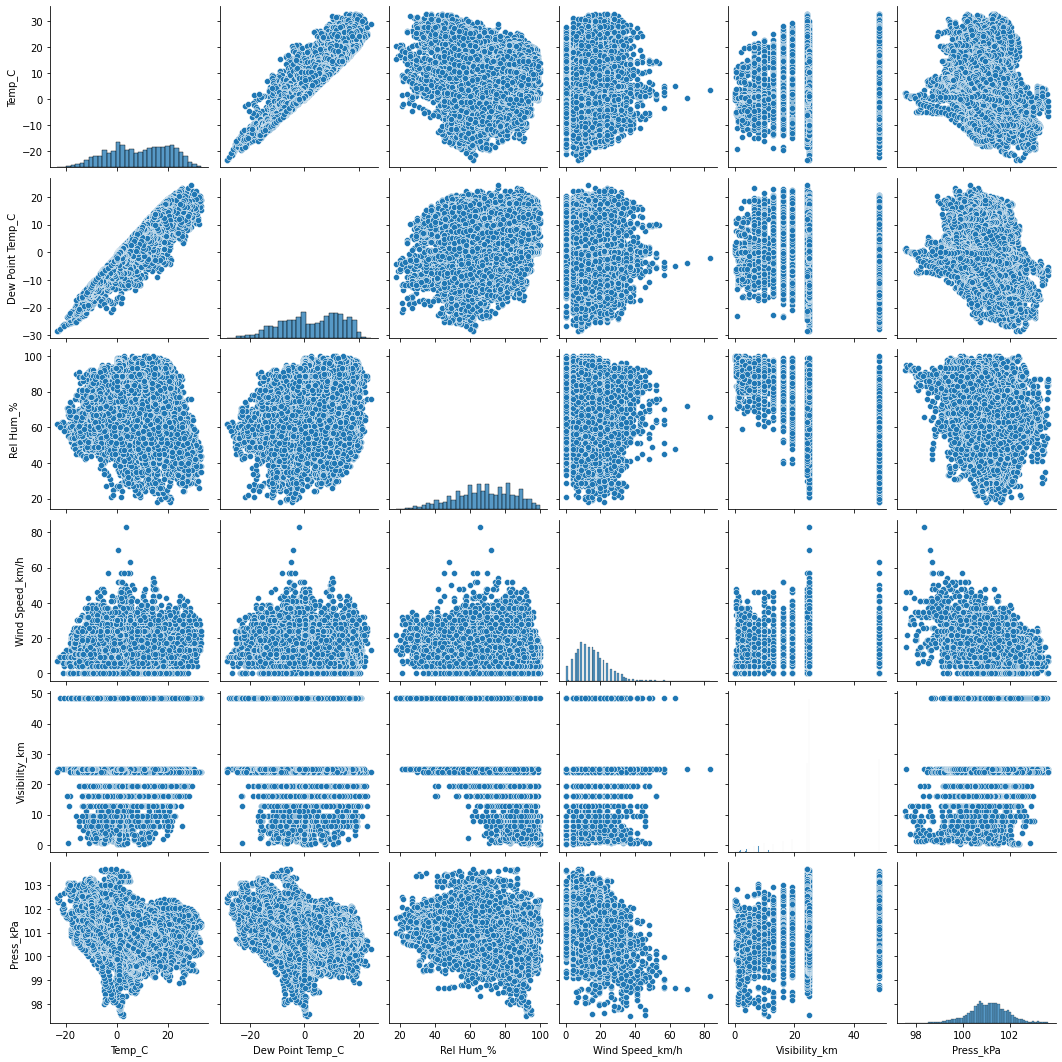 30
20
10
0
−10
−20
Temp_C
20
10
0
−10
−20
−30
Dew Point Temp_C
100
80
60
40
20
Rel Hum_%
80
60
40
20
0
Wind Speed_km/h
50
40
30
20
10
0
Visibility_km
103
102
101
100
99
98
Press_kPa
−20 0 20
Temp_C
−20 0 20
Dew Point Temp_C
20 40 60 80 100
Rel Hum_%
0 20 40 60 80
Wind Speed_km/h
0 20 40
Visibility_km
98 100 102
Press_kPa